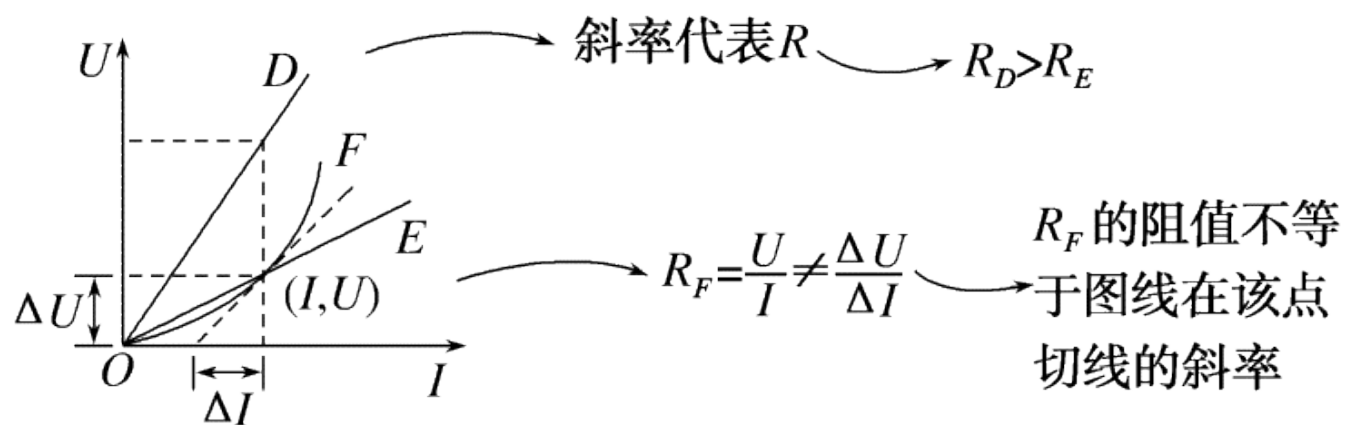 斜率代表R
R_D>R_E
U
D
F
E
(I,U)
ΔU
O
I
ΔI
R_F=U/I≠ΔU/ΔI
R_F的阻值不等
于图线在该点
切线的斜率